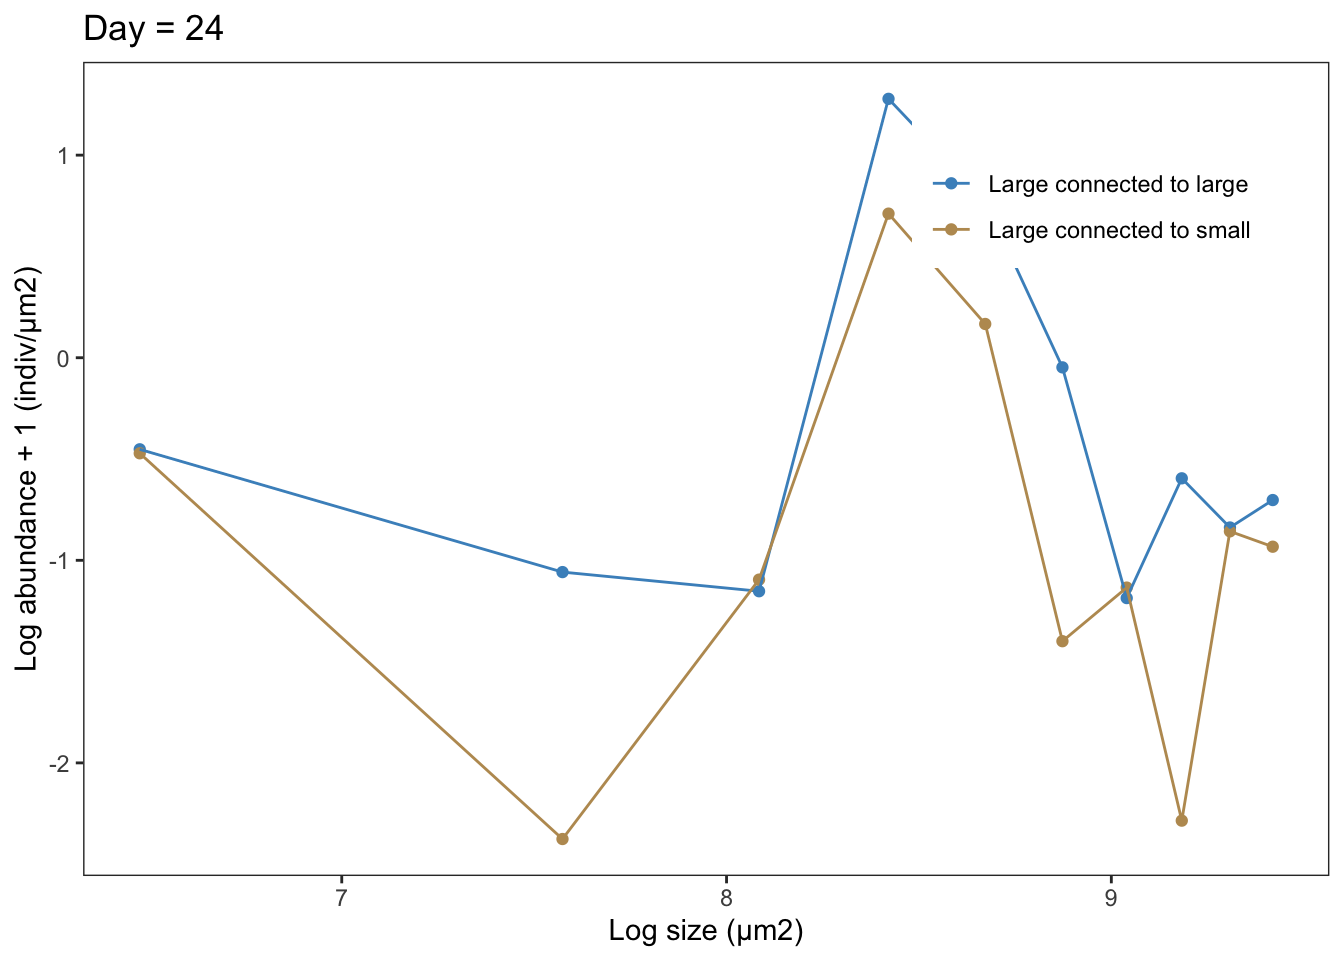 Day = 24
Log abundance + 1 (indiv/µm2)
1
0
-1
-2
Large connected to large
Large connected to small
7
8
9
Log size (µm2)